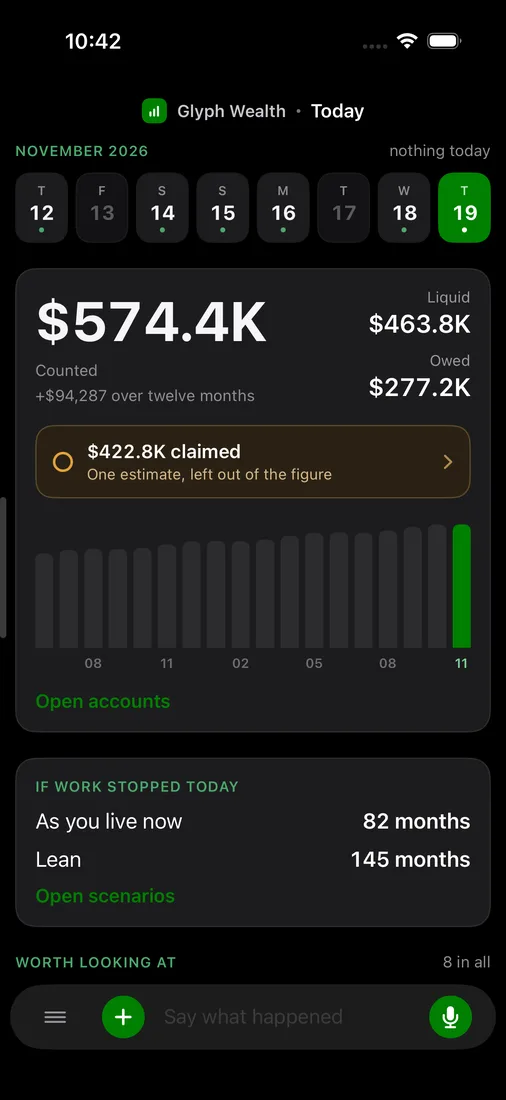 10:42
Glyph Wealth • Today
NOVEMBER 2026 nothing today
T F S S M T W T
12 13 14 15 16 17 18 19
$574.4K
Liquid
$463.8K
Counted
+$94,287 over twelve months
Owed
$277.2K
$422.8K claimed
One estimate, left out of the figure
08 11 02 05 08 11
Open accounts
IF WORK STOPPED TODAY
As you live now 82 months
Lean 145 months
Open scenarios
WORTH LOOKING AT 8 in all
Say what happened